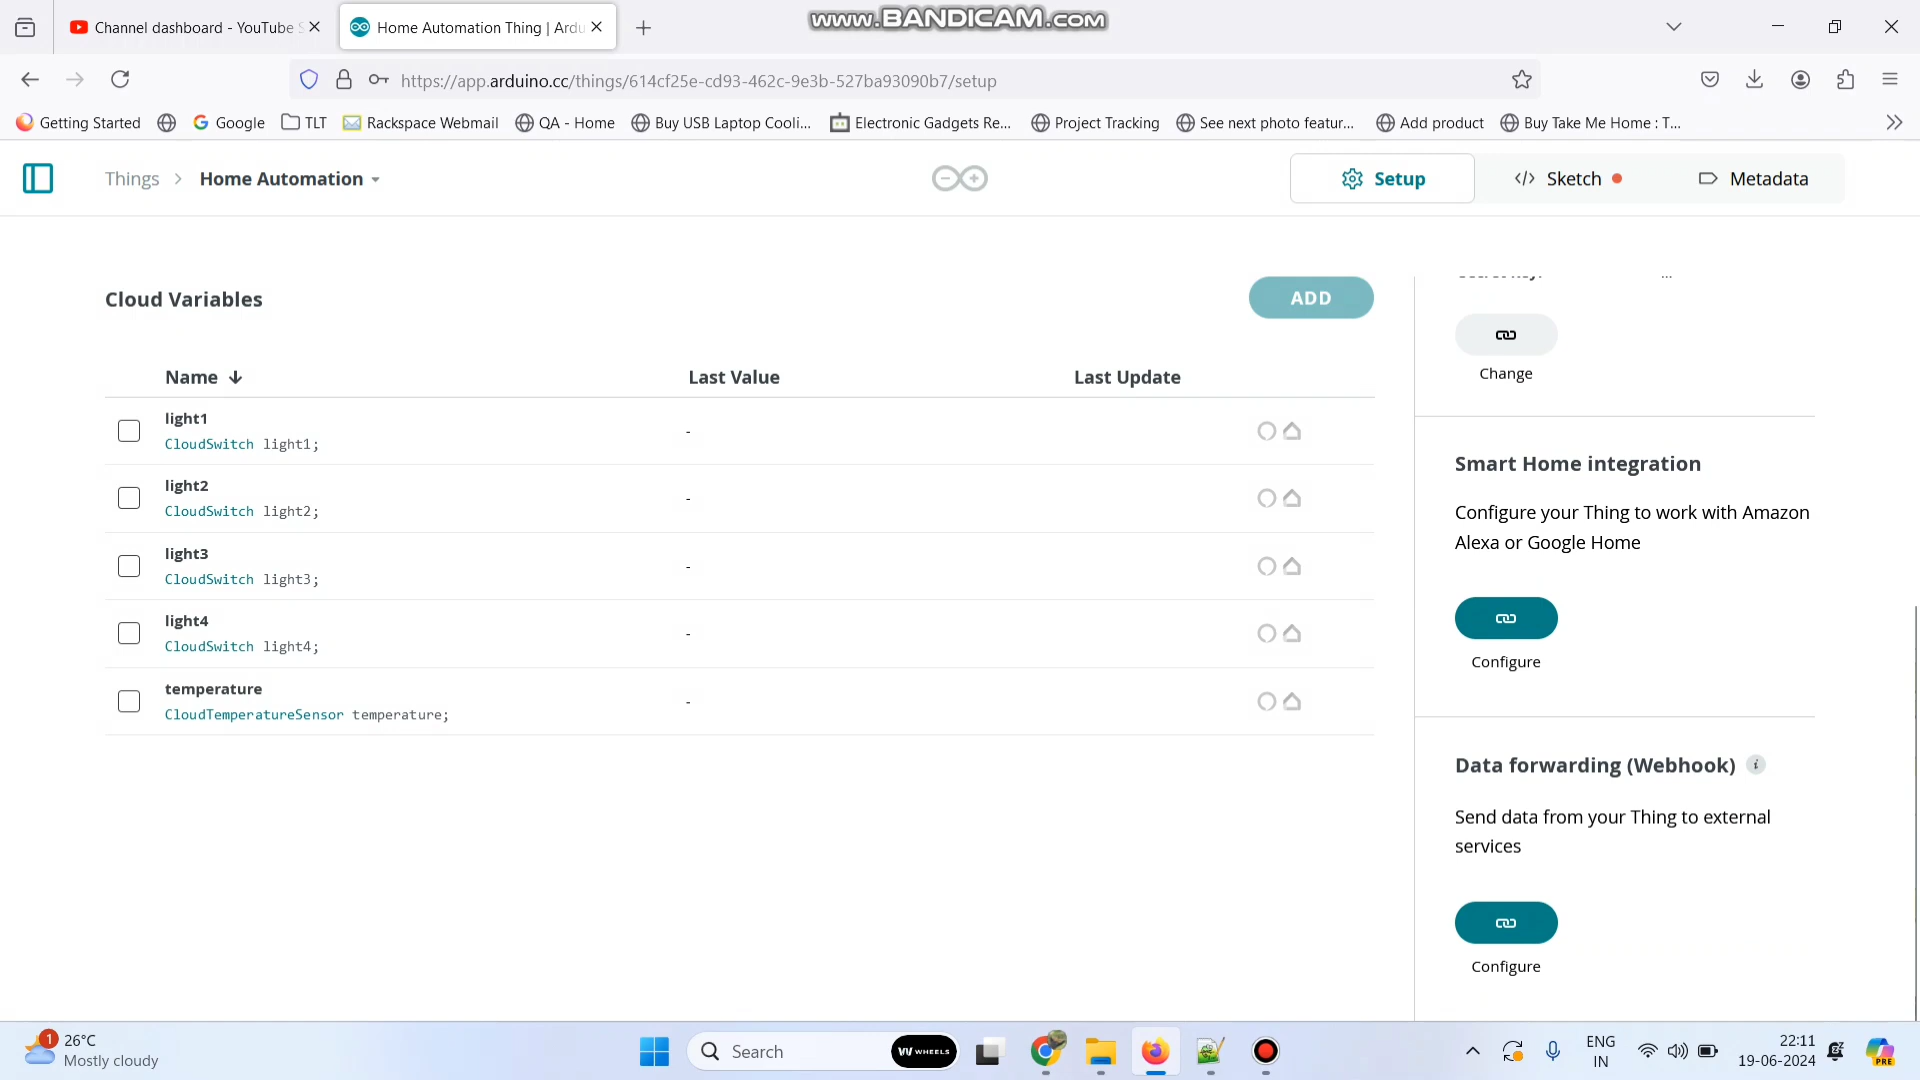 Channel dashboard - YouTube S
Home Automation Thing | Ardu
www.BANDICAM.com
https://app.arduino.cc/things/614cf25e-cd93-462c-9e3b-527ba93090b7/setup
Getting Started
Google
TLT
Rackspace Webmail
QA - Home
Buy USB Laptop Cooli...
Electronic Gadgets Re...
Project Tracking
See next photo featur...
Add product
Buy Take Me Home : T...
Things
Home Automation
Setup
</> Sketch
Metadata
Cloud Variables
ADD
...
Change
Name
Last Value
Last Update
light1
CloudSwitch light1;
-
light2
CloudSwitch light2;
-
light3
CloudSwitch light3;
-
light4
CloudSwitch light4;
-
temperature
CloudTemperatureSensor temperature;
-
Smart Home integration
Configure your Thing to work with Amazon
Alexa or Google Home
Configure
Data forwarding (Webhook) i
Send data from your Thing to external
services
Configure
1
26°C
Mostly cloudy
Search
WHEELS
ENG
IN
22:11
19-06-2024
PRE